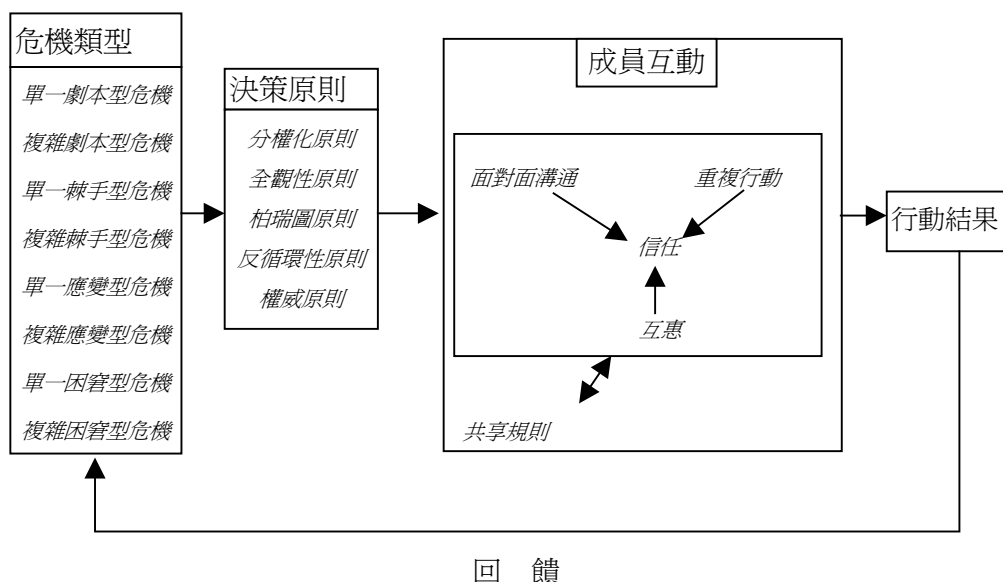 危機類型
單一劇本型危機
複雜劇本型危機
單一棘手型危機
複雜棘手型危機
單一應變型危機
複雜應變型危機
單一困窘型危機
複雜困窘型危機
決策原則
分權化原則
全觀性原則
柏瑞圖原則
反循環性原則
權威原則
成員互動
面對面溝通
重複行動
信任
互惠
共享規則
行動結果
回 饋